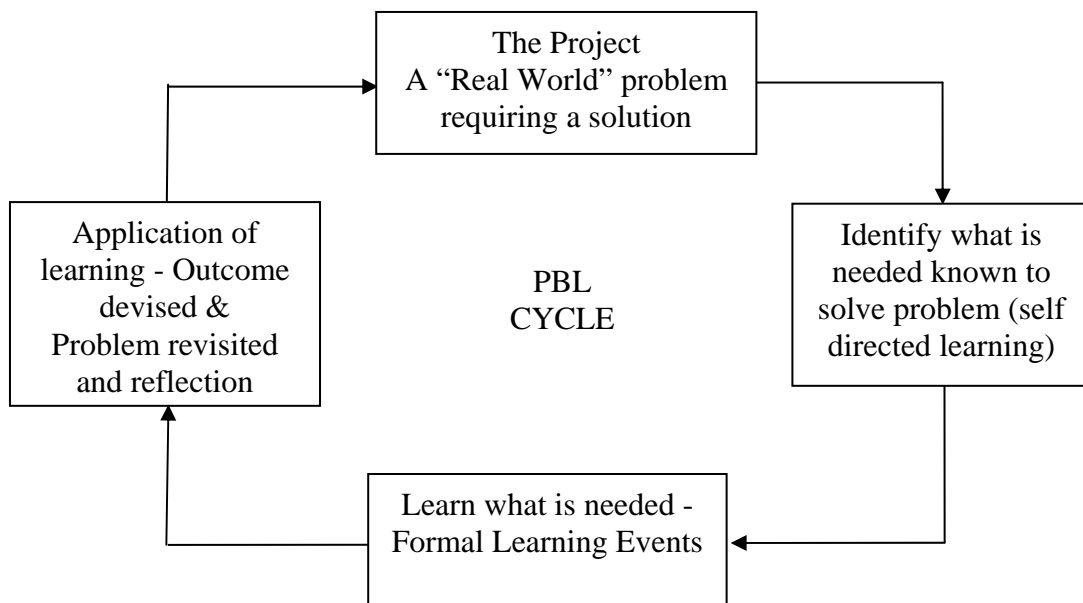 The Project
A “Real World” problem
requiring a solution
Identify what is
needed known to
solve problem (self
directed learning)
Learn what is needed -
Formal Learning Events
Application of
learning - Outcome
devised &
Problem revisited
and reflection
PBL
CYCLE